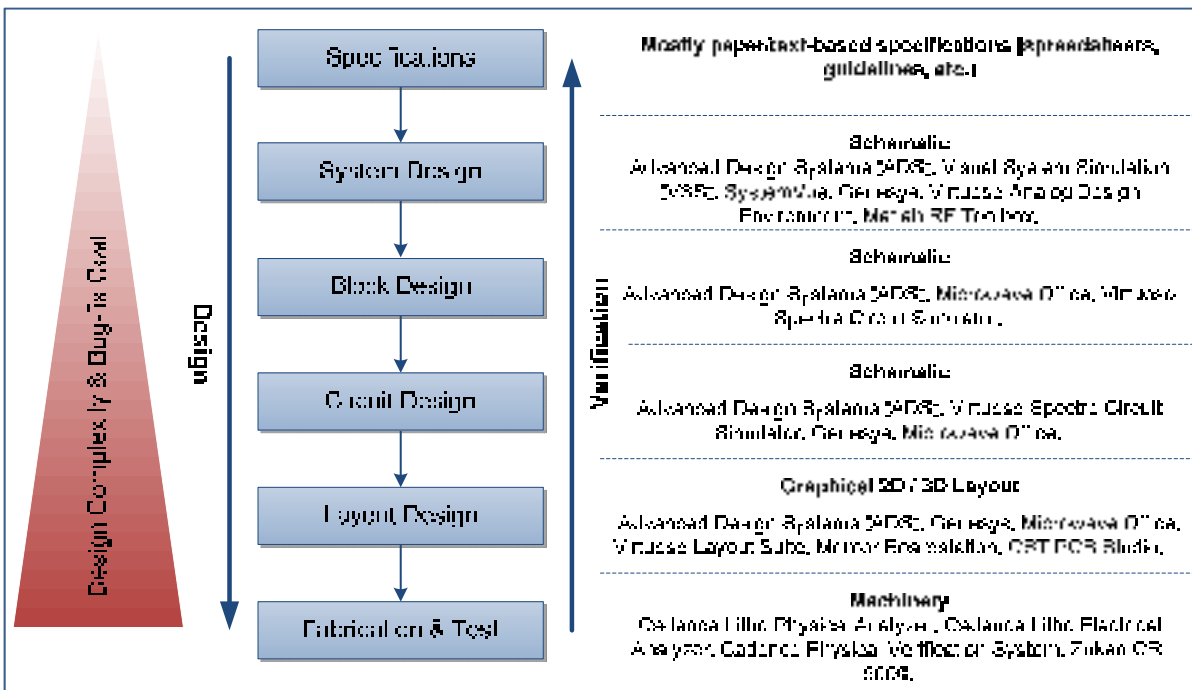 Specifications
System Design
Block Design
Circuit Design
Layout Design
Fabrication & Test
Design Complexity & Bug-fix Cost
Design
Verification
Mostly paper/text-based specifications (spreadsheets,
guidelines, etc.)
Schematic
Advanced Design Systems (ADS), Visual System Simulation
(VSS), SystemVue, Genesys, Virtuoso Analog Design
Environment, Matlab RF Toolbox,
Schematic
Advanced Design Systems (ADS), Microwave Office, Virtuoso
Spectre Circuit Simulator,
Schematic
Advanced Design Systems (ADS), Virtuoso Spectre Circuit
Simulator, Genesys, Microwave Office,
Graphical 2D / 3D Layout
Advanced Design Systems (ADS), Genesys, Microwave Office,
Virtuoso Layout Suite, Mentor CST PCB Studio,
Machinery
Cadence Litho Physical Analyzer, Cadence Litho Electrical
Analyzer, Cadence Physical Verification System, Zuken CR